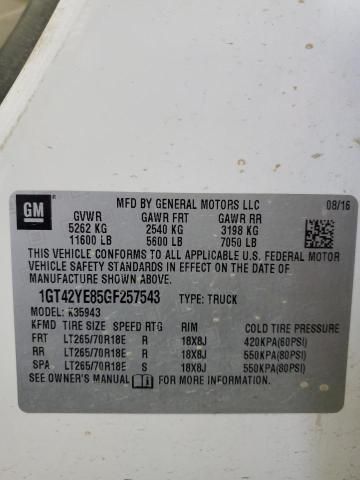 GM
MFD BY GENERAL MOTORS LLC 08/16
GVWR GAWR FRT GAWR RR
5262 KG 2540 KG 3198 KG
11600 LB 5600 LB 7050 LB
THIS VEHICLE CONFORMS TO ALL APPLICABLE
U.S. FEDERAL MOTOR
VEHICLE SAFETY STANDARDS IN EFFECT ON THE DATE OF
MANUFACTURE SHOWN ABOVE.
1GT42YE85GF257543 TYPE: TRUCK
MODEL: K35943
KFMD TIRE SIZE SPEED RTG RIM COLD TIRE PRESSURE
FRT LT265/70R18E R 18X8J 420KPA(60PSI)
RR LT265/70R18E R 18X8J 550KPA(80PSI)
SPA LT265/70R18E S 18X8J 550KPA(80PSI)
SEE OWNER'S MANUAL FOR ADDITIONAL INFORMATION.